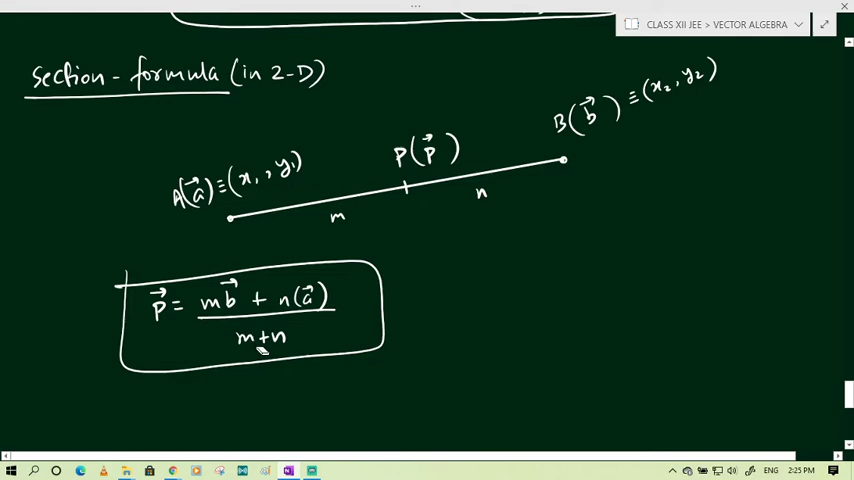 CLASS XII JEE > VECTOR ALGEBRA
Section - formula (in 2-D)
B(b⃗) ≡ (x₂, y₂)
P(p⃗)
A(a⃗) ≡ (x₁, y₁)
m
n
p⃗ = mb⃗ + n(a⃗)
m+n
ENG 2:25 PM